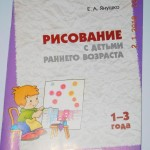 Е. А. Янушко
РИСОВАНИЕ
С ДЕТЬМИ
РАННЕГО ВОЗРАСТА
1-3
ГОДА